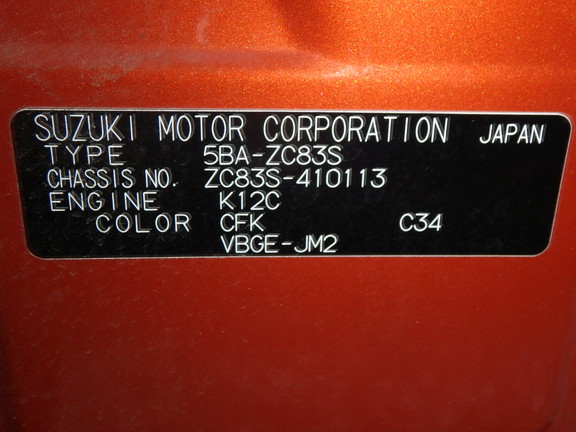 SUZUKI MOTOR CORPORATION JAPAN
TYPE 5BA-ZC83S
CHASSIS NO. ZC83S-410113
ENGINE K12C
COLOR CFK C34
VBGE-JM2